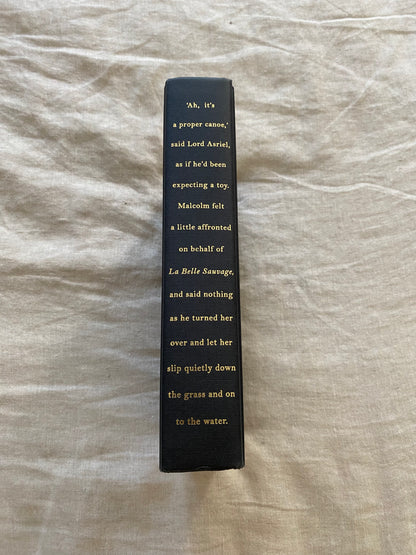 'Ah, it's
a proper canoe,'
said Lord Asriel,
as if he'd been
expecting a toy.
Malcolm felt
a little affronted
on behalf of
La Belle Sauvage,
and said nothing
as he turned her
over and let her
slip quietly down
the grass and on
to the water.